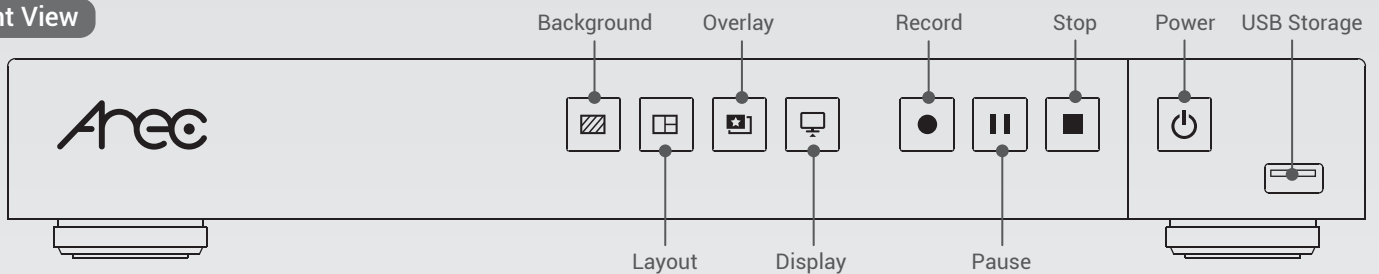 nt View
Background Overlay Record Stop Power USB Storage
Arec
Layout Display Pause